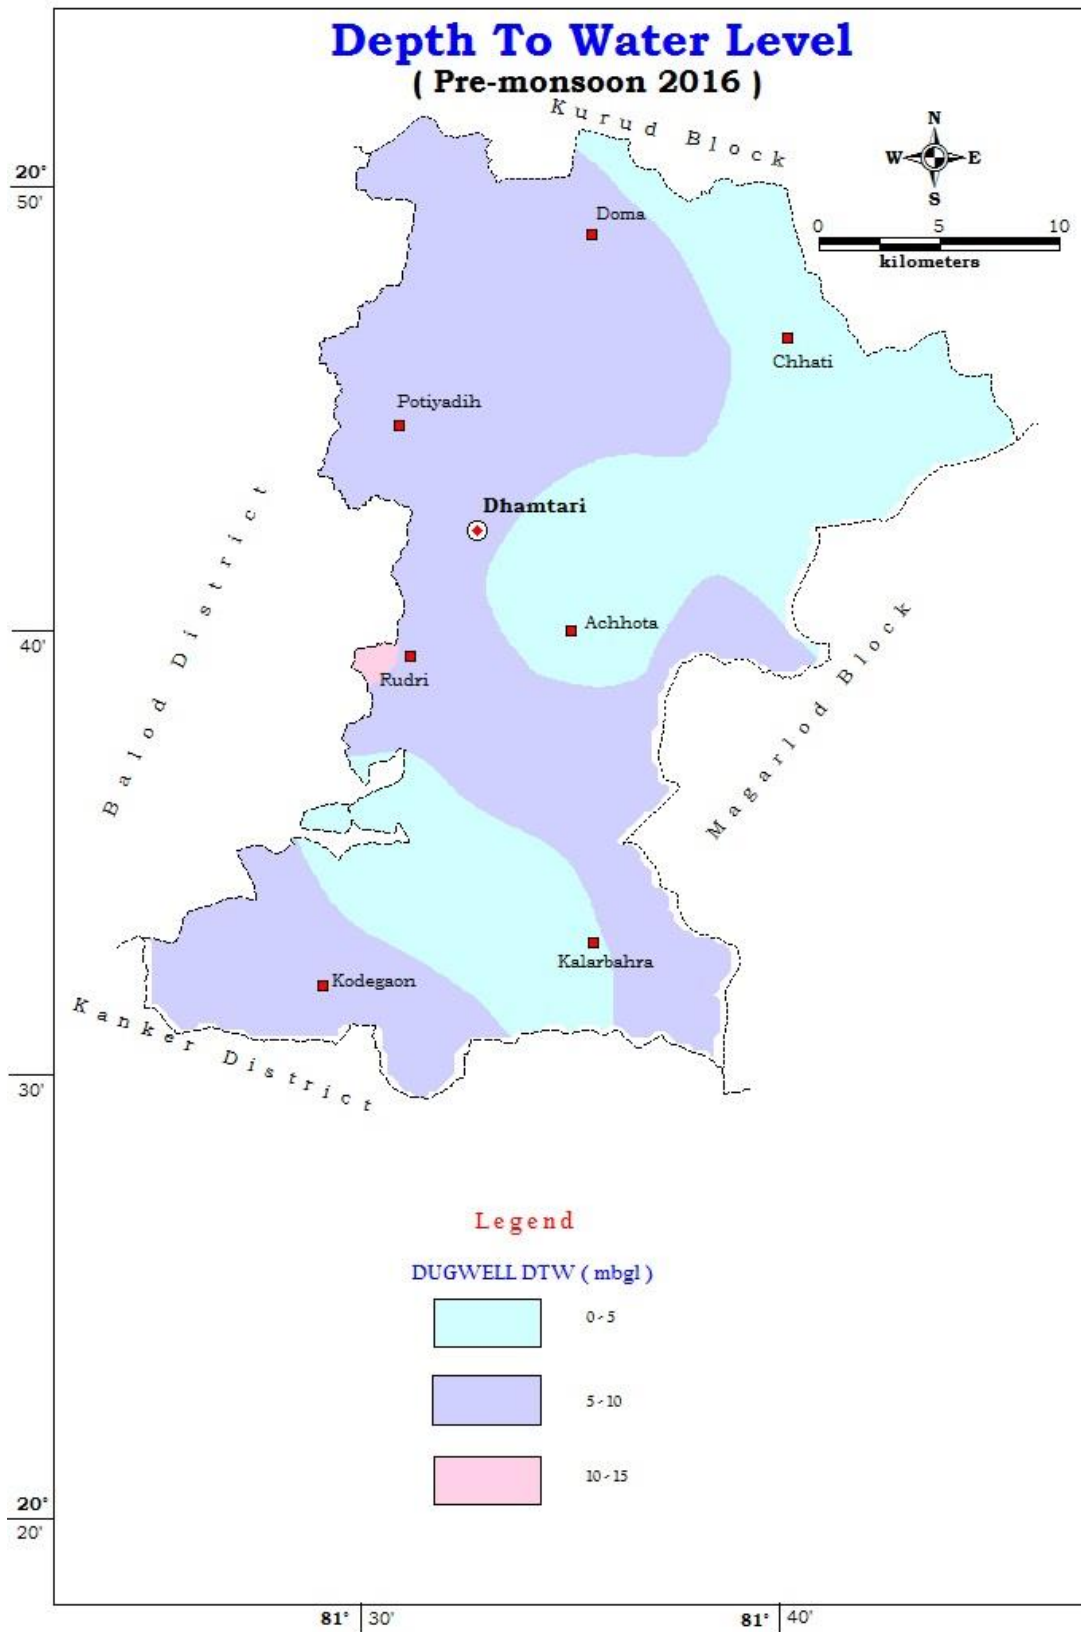 Depth To Water Level
( Pre-monsoon 2016 )
Kurud Block
N
W E
S
20°
50'
Doma
0 5 10
kilometers
Chhati
Potiyadih
Balod District
Dhamtari
Achhota
40'
Rudri
Magarlod Block
Kalarbahra
Kodegaon
Kanker District
30'
Legend
DUGWELL DTW ( mbgl )
0 - 5
5 - 10
10 - 15
20°
20'
81° 30'
81° 40'